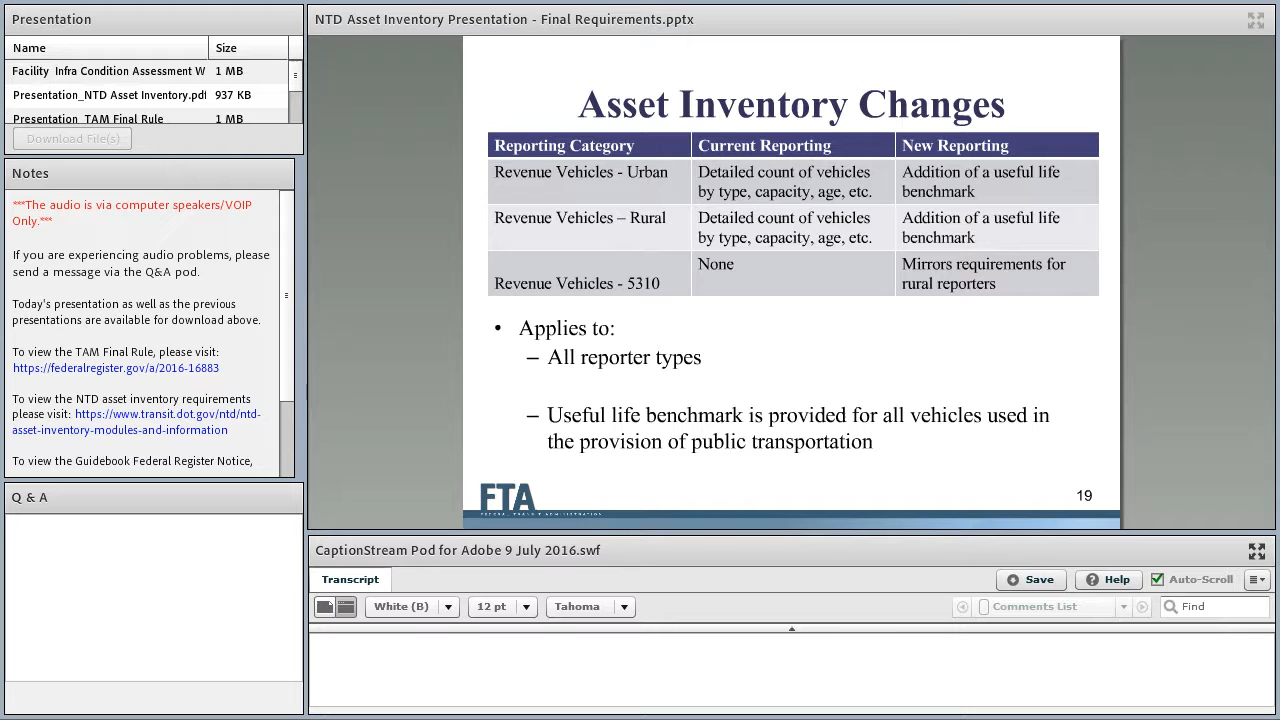 Presentation
Name Size
Facility Infra Condition Assessment W 1 MB
Presentation_NTD Asset Inventory.pdf 937 KB
Presentation TAM Final Rule 1 MB
Download File(s)
Notes
***The audio is via computer speakers/VOIP
Only.***
If you are experiencing audio problems, please
send a message via the Q&A pod.
Today's presentation as well as the previous
presentations are available for download above.
To view the TAM Final Rule, please visit:
https://federalregister.gov/a/2016-16883
To view the NTD asset inventory requirements
please visit: https://www.transit.dot.gov/ntd/ntd-
asset-inventory-modules-and-information
To view the Guidebook Federal Register Notice,
Q & A
NTD Asset Inventory Presentation - Final Requirements.pptx
Asset Inventory Changes
Reporting Category Current Reporting New Reporting
Revenue Vehicles - Urban Detailed count of vehicles Addition of a useful life
by type, capacity, age, etc. benchmark
Revenue Vehicles – Rural Detailed count of vehicles Addition of a useful life
by type, capacity, age, etc. benchmark
None Mirrors requirements for
Revenue Vehicles - 5310 rural reporters
• Applies to:
– All reporter types
– Useful life benchmark is provided for all vehicles used in
the provision of public transportation
FTA
FEDERAL TRANSIT ADMINISTRATION
19
CaptionStream Pod for Adobe 9 July 2016.swf
Transcript Save Help Auto-Scroll
White (B) 12 pt Tahoma Comments List Find